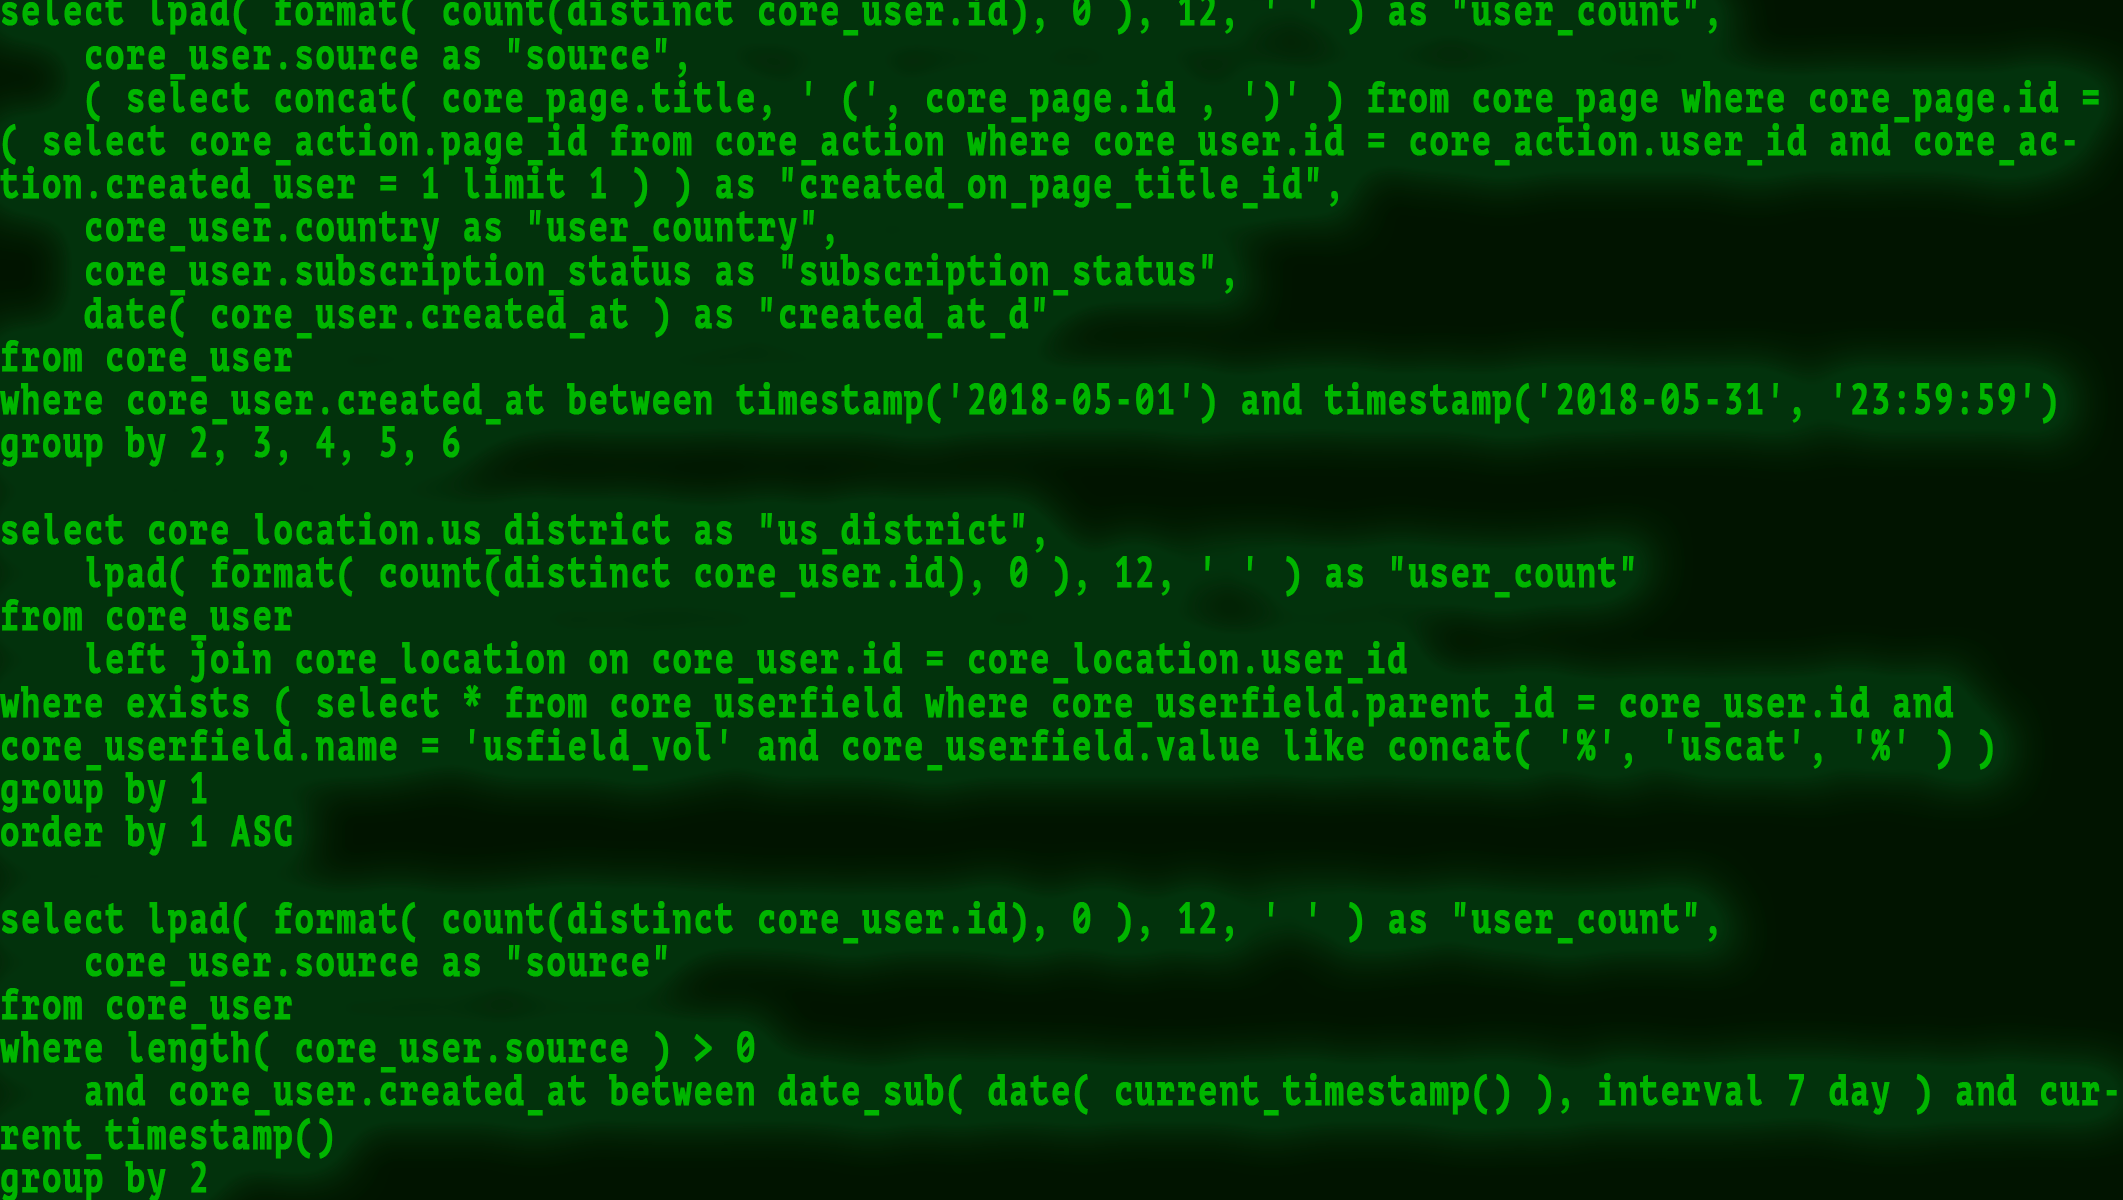 select lpad( format( count(distinct core_user.id), 0 ), 12, ' ' ) as "user_count",
    core_user.source as "source",
    ( select concat( core_page.title, ' (', core_page.id , ')' ) from core_page where core_page.id =
( select core_action.page_id from core_action where core_user.id = core_action.user_id and core_ac-
tion.created_user = 1 limit 1 ) ) as "created_on_page_title_id",
    core_user.country as "user_country",
    core_user.subscription_status as "subscription_status",
    date( core_user.created_at ) as "created_at_d"
from core_user
where core_user.created_at between timestamp('2018-05-01') and timestamp('2018-05-31', '23:59:59')
group by 2, 3, 4, 5, 6

select core_location.us_district as "us_district",
    lpad( format( count(distinct core_user.id), 0 ), 12, ' ' ) as "user_count"
from core_user
    left join core_location on core_user.id = core_location.user_id
where exists ( select * from core_userfield where core_userfield.parent_id = core_user.id and
core_userfield.name = 'usfield_vol' and core_userfield.value like concat( '%', 'uscat', '%' ) )
group by 1
order by 1 ASC

select lpad( format( count(distinct core_user.id), 0 ), 12, ' ' ) as "user_count",
    core_user.source as "source"
from core_user
where length( core_user.source ) > 0
    and core_user.created_at between date_sub( date( current_timestamp() ), interval 7 day ) and cur-
rent_timestamp()
group by 2